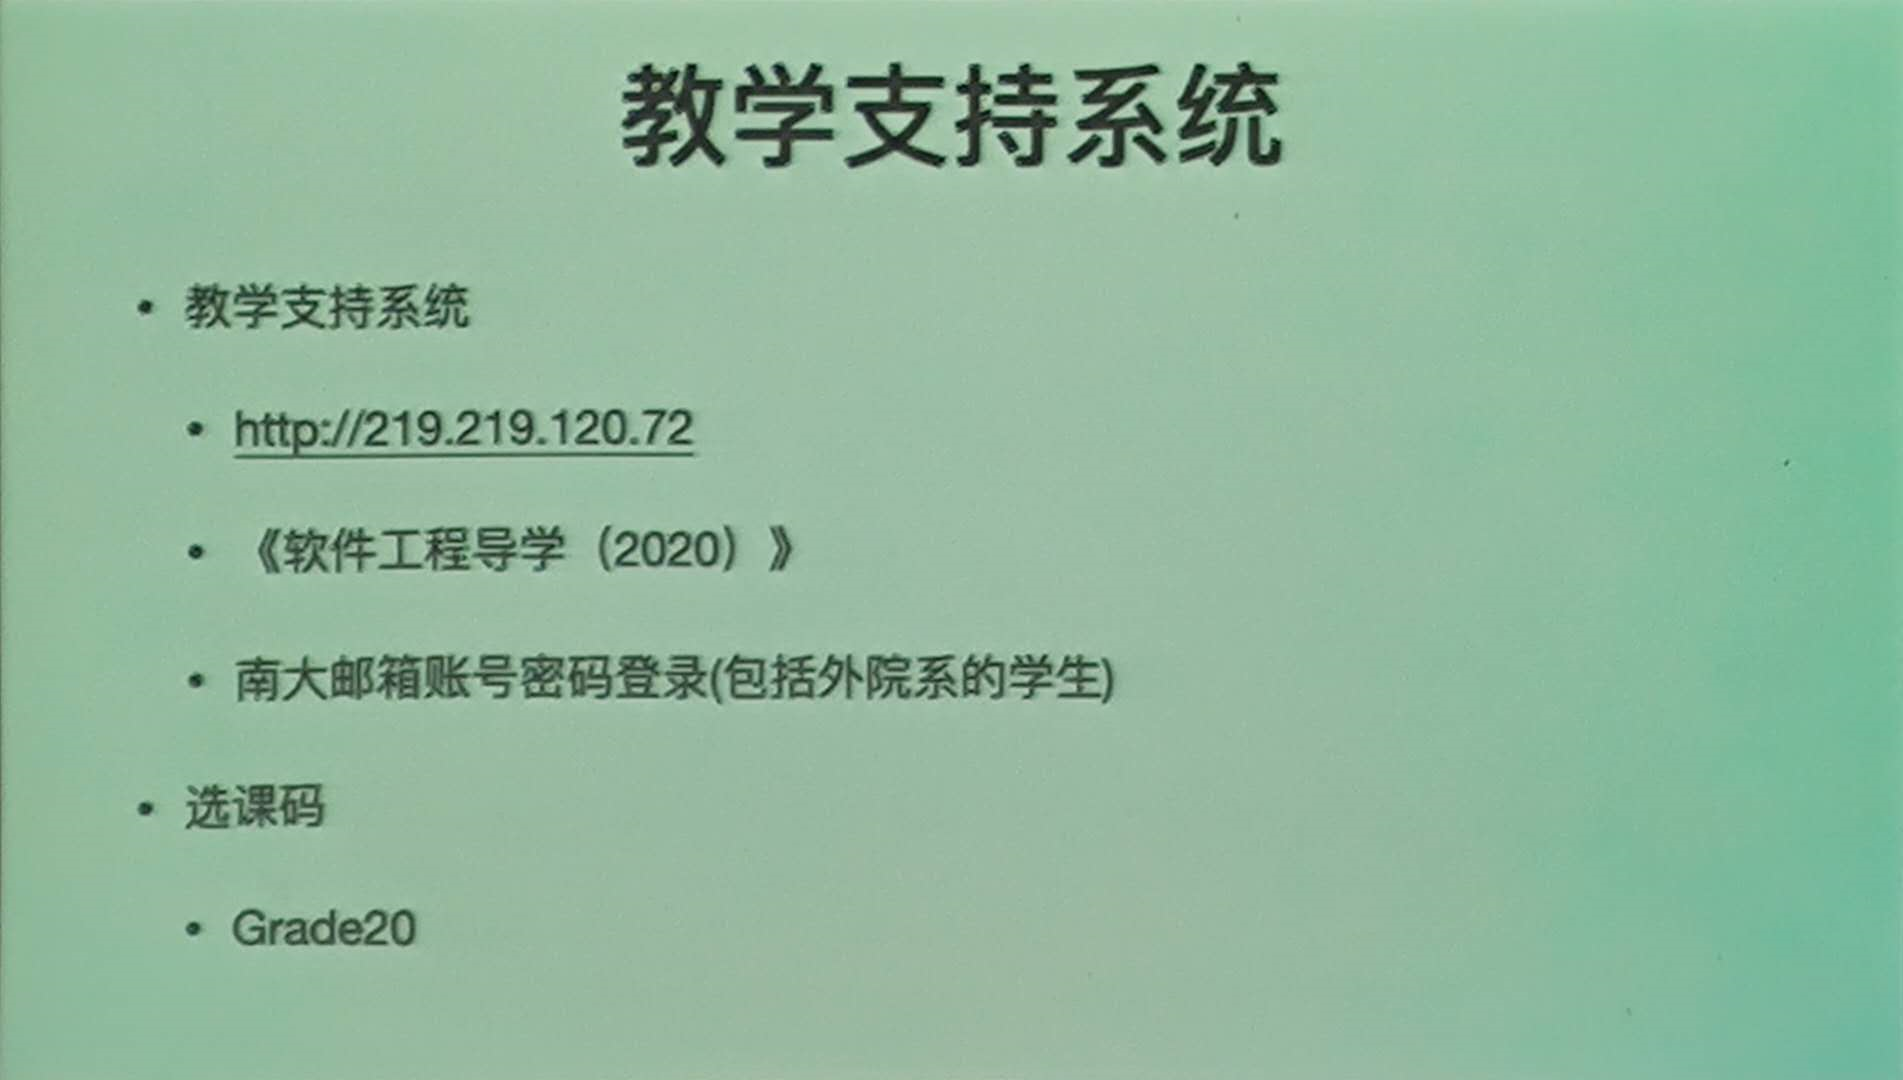 教学支持系统
• 教学支持系统
• http://219.219.120.72
• 《软件工程导学（2020）》
• 南大邮箱账号密码登录(包括外院系的学生)
• 选课码
• Grade20